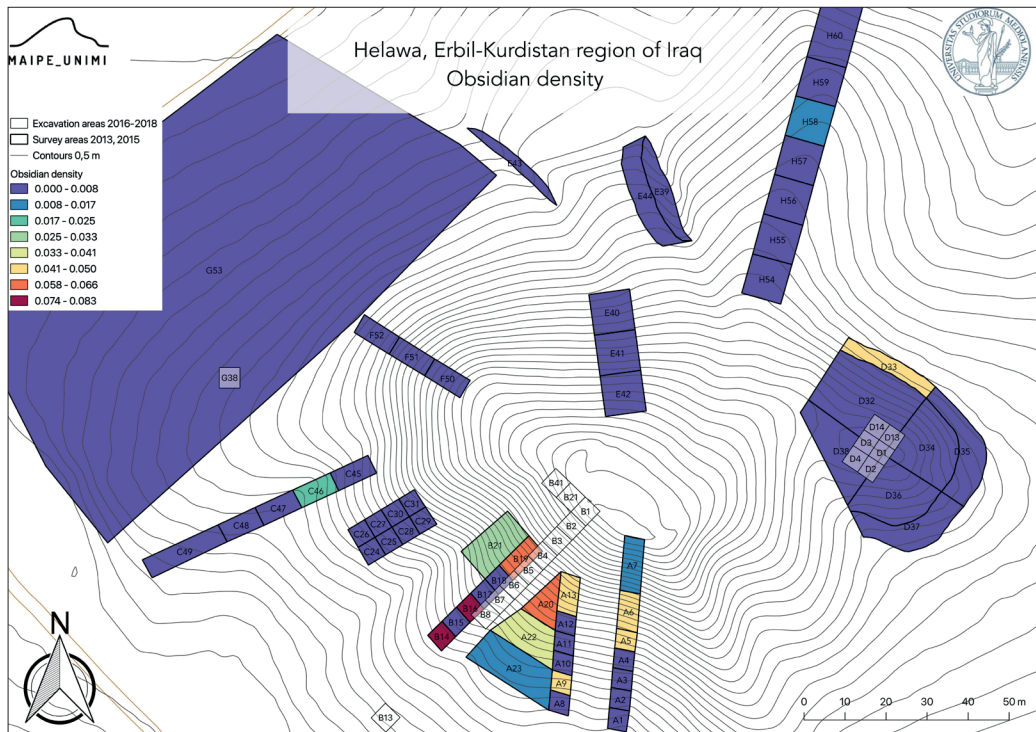 MAIPE_UNIMI
Helawa, Erbil-Kurdistan region of Iraq
Obsidian density
UNIVERSITAS STUDIORUM MEDIOLANENSIS
Excavation areas 2016-2018
Survey areas 2013, 2015
Contours 0,5 m
Obsidian density
0.000 - 0.008
0.008 - 0.017
0.017 - 0.025
0.025 - 0.033
0.033 - 0.041
0.041 - 0.050
0.058 - 0.066
0.074 - 0.083
H60
H59
H58
H57
H56
H55
H54
E43
E44
E39
G53
G38
F52
F51
F50
E40
E41
E42
D33
D32
D14
D13
D3
D1
D4
D2
D38
D34
D35
D36
D37
C45
C46
C47
C48
C49
C31
C30
C29
C27
C28
C26
C25
C24
B41
B21
B1
B2
B3
B4
B5
B6
B7
B8
B21
B19
B18
B17
B16
B15
B14
B13
A13
A20
A12
A22
A11
A10
A23
A9
A8
A7
A6
A5
A4
A3
A2
A1
N
0 10 20 30 40 50 m